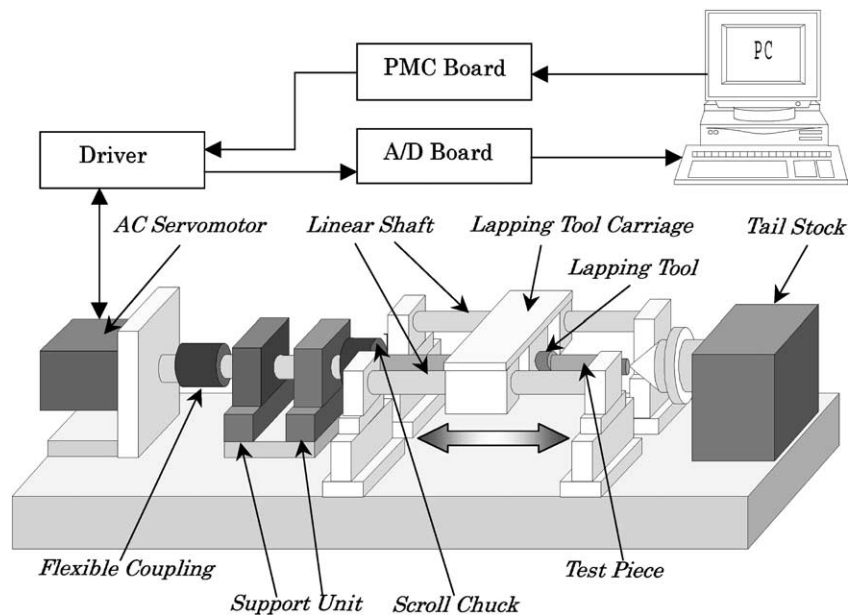 PMC Board
PC
Driver
A/D Board
AC Servomotor
Linear Shaft
Lapping Tool Carriage
Tail Stock
Lapping Tool
Flexible Coupling
Support Unit
Scroll Chuck
Test Piece